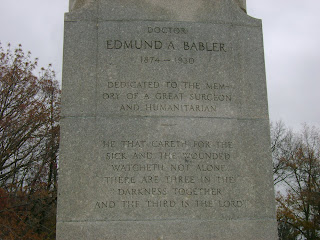 DOCTOR
EDMUND A. BABLER
1874 – 1930
DEDICATED TO THE MEM-
ORY OF A GREAT SURGEON
AND HUMANITARIAN
HE THAT CARETH FOR THE
SICK AND THE WOUNDED
WATCHETH NOT ALONE
THERE ARE THREE IN THE
DARKNESS TOGETHER
AND THE THIRD IS THE LORD